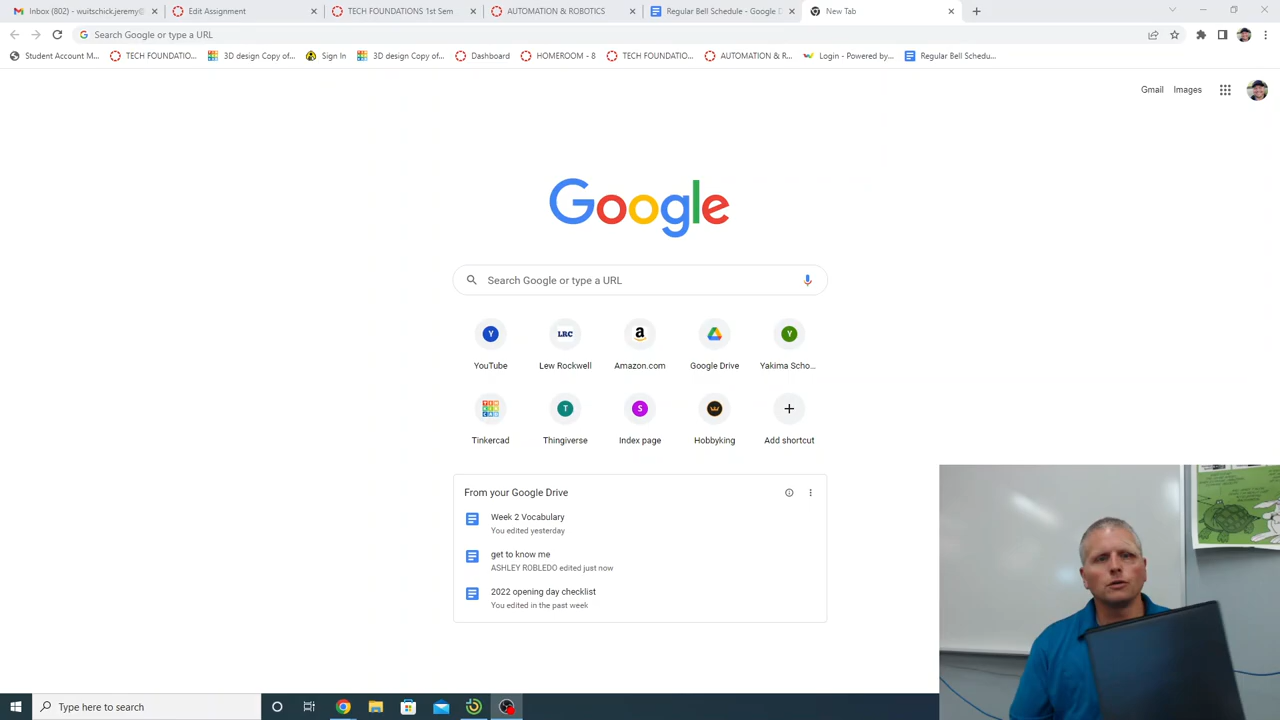 Inbox (802) - wuitschick.jeremy@
Edit Assignment
TECH FOUNDATIONS 1st Sem
AUTOMATION & ROBOTICS
Regular Bell Schedule - Google D
New Tab
Search Google or type a URL
Student Account M...
TECH FOUNDATIO...
3D design Copy of...
Sign In
3D design Copy of...
Dashboard
HOMEROOM - 8
TECH FOUNDATIO...
AUTOMATION & R...
Login - Powered by...
Regular Bell Schedu...
Gmail
Images
Google
Search Google or type a URL
Y
LRC
a
Y
YouTube
Lew Rockwell
Amazon.com
Google Drive
Yakima Scho...
T
S
Tinkercad
Thingiverse
Index page
Hobbyking
Add shortcut
From your Google Drive
Week 2 Vocabulary
You edited yesterday
get to know me
ASHLEY ROBLEDO edited just now
2022 opening day checklist
You edited in the past week
Type here to search